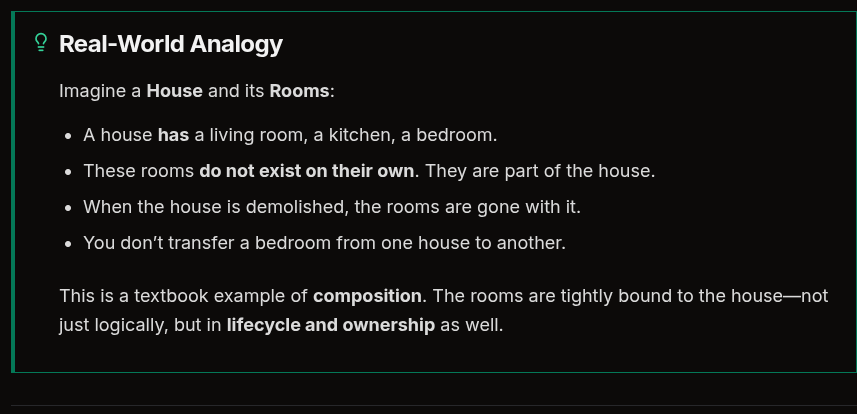 Real-World Analogy
Imagine a House and its Rooms:
• A house has a living room, a kitchen, a bedroom.
• These rooms do not exist on their own. They are part of the house.
• When the house is demolished, the rooms are gone with it.
• You don’t transfer a bedroom from one house to another.
This is a textbook example of composition. The rooms are tightly bound to the house—not
just logically, but in lifecycle and ownership as well.